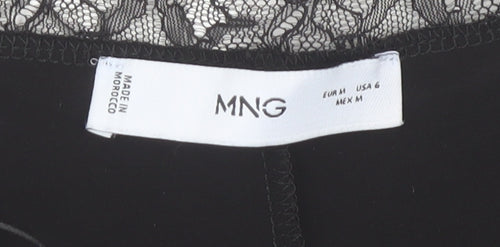 MADE IN
MOROCCO
MNG
EUR M USA 6
MEX M